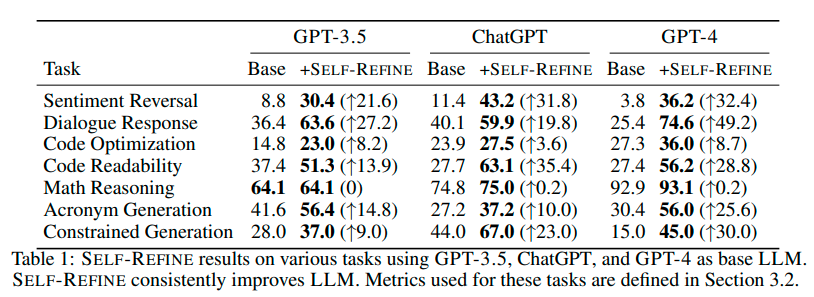 GPT-3.5 ChatGPT GPT-4
Task Base +SELF-REFINE Base +SELF-REFINE Base +SELF-REFINE
Sentiment Reversal 8.8 30.4 (↑21.6) 11.4 43.2 (↑31.8) 3.8 36.2 (↑32.4)
Dialogue Response 36.4 63.6 (↑27.2) 40.1 59.9 (↑19.8) 25.4 74.6 (↑49.2)
Code Optimization 14.8 23.0 (↑8.2) 23.9 27.5 (↑3.6) 27.3 36.0 (↑8.7)
Code Readability 37.4 51.3 (↑13.9) 27.7 63.1 (↑35.4) 27.4 56.2 (↑28.8)
Math Reasoning 64.1 64.1 (0) 74.8 75.0 (↑0.2) 92.9 93.1 (↑0.2)
Acronym Generation 41.6 56.4 (↑14.8) 27.2 37.2 (↑10.0) 30.4 56.0 (↑25.6)
Constrained Generation 28.0 37.0 (↑9.0) 44.0 67.0 (↑23.0) 15.0 45.0 (↑30.0)
Table 1: SELF-REFINE results on various tasks using GPT-3.5, ChatGPT, and GPT-4 as base LLM.
SELF-REFINE consistently improves LLM. Metrics used for these tasks are defined in Section 3.2.